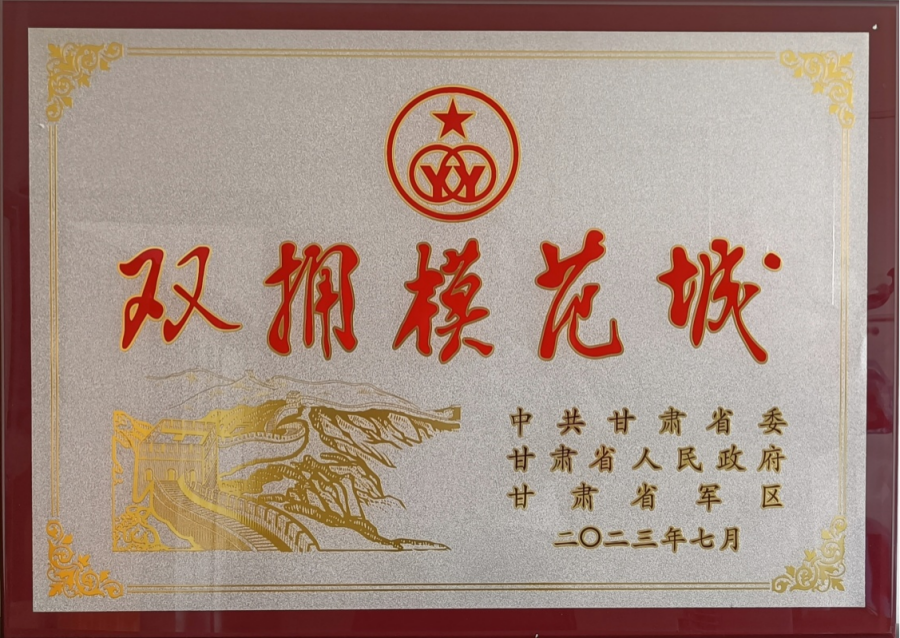 双拥模范城
中共甘肃省委
甘肃省人民政府
甘肃省军区
二〇二三年七月